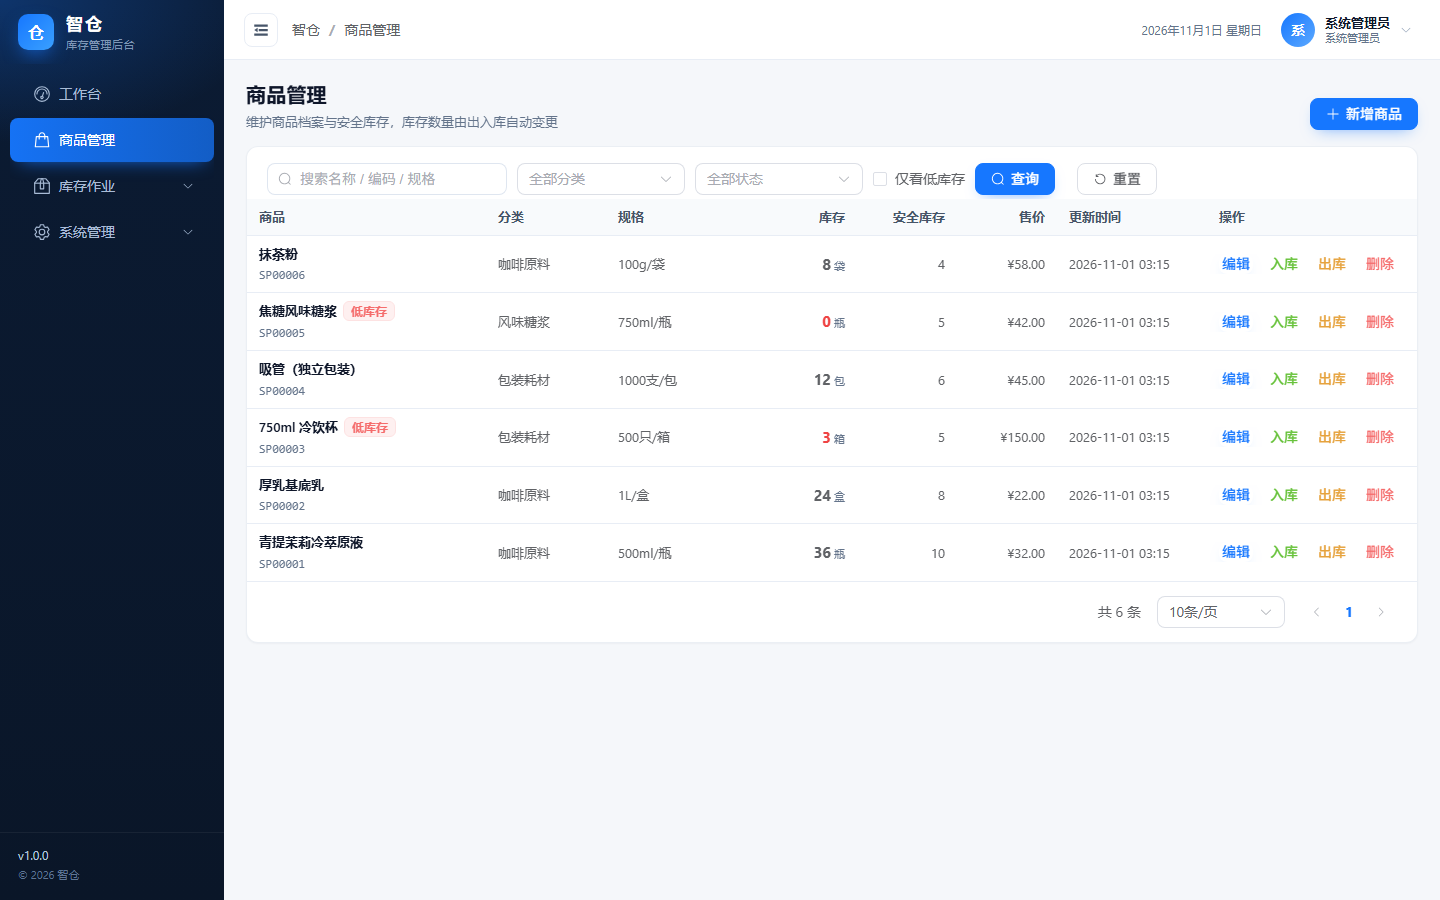 仓 智仓
库存管理后台
工作台
商品管理
库存作业
系统管理
v1.0.0
© 2026 智仓
智仓 / 商品管理
2026年11月1日 星期日
系 系统管理员
系统管理员
商品管理
维护商品档案与安全库存，库存数量由出入库自动变更
新增商品
搜索名称 / 编码 / 规格 全部分类 全部状态 仅看低库存 查询 重置
商品 分类 规格 库存 安全库存 售价 更新时间 操作
抹茶粉
SP00006 咖啡原料 100g/袋 8 袋 4 ¥58.00 2026-11-01 03:15 编辑 入库 出库 删除
焦糖风味糖浆 低库存
SP00005 风味糖浆 750ml/瓶 0 瓶 5 ¥42.00 2026-11-01 03:15 编辑 入库 出库 删除
吸管（独立包装）
SP00004 包装耗材 1000支/包 12 包 6 ¥45.00 2026-11-01 03:15 编辑 入库 出库 删除
750ml 冷饮杯 低库存
SP00003 包装耗材 500只/箱 3 箱 5 ¥150.00 2026-11-01 03:15 编辑 入库 出库 删除
厚乳基底乳
SP00002 咖啡原料 1L/盒 24 盒 8 ¥22.00 2026-11-01 03:15 编辑 入库 出库 删除
青提茉莉冷萃原液
SP00001 咖啡原料 500ml/瓶 36 瓶 10 ¥32.00 2026-11-01 03:15 编辑 入库 出库 删除
共 6 条 10条/页 1